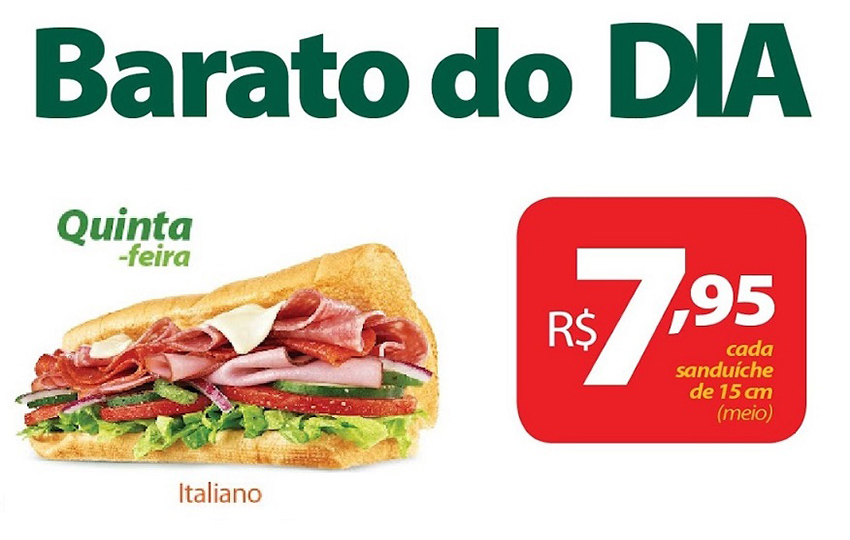 Barato do DIA
Quinta
-feira
R$ 7,95
cada
sanduíche
de 15 cm
(meio)
Italiano